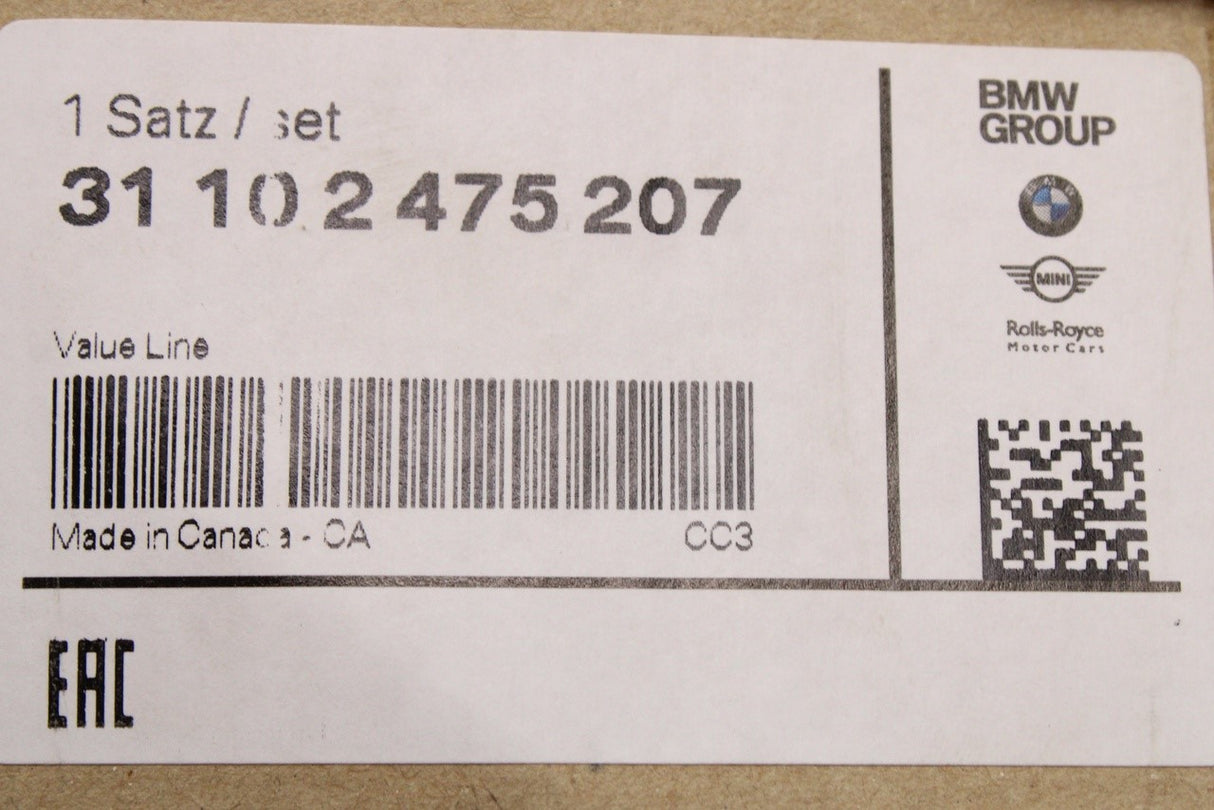 1 Satz / set
31 10 2 475 207
Value Line
Made in Canada - CA
CC3
EAC
BMW
GROUP
BMW
MINI
Rolls-Royce
Motor Cars